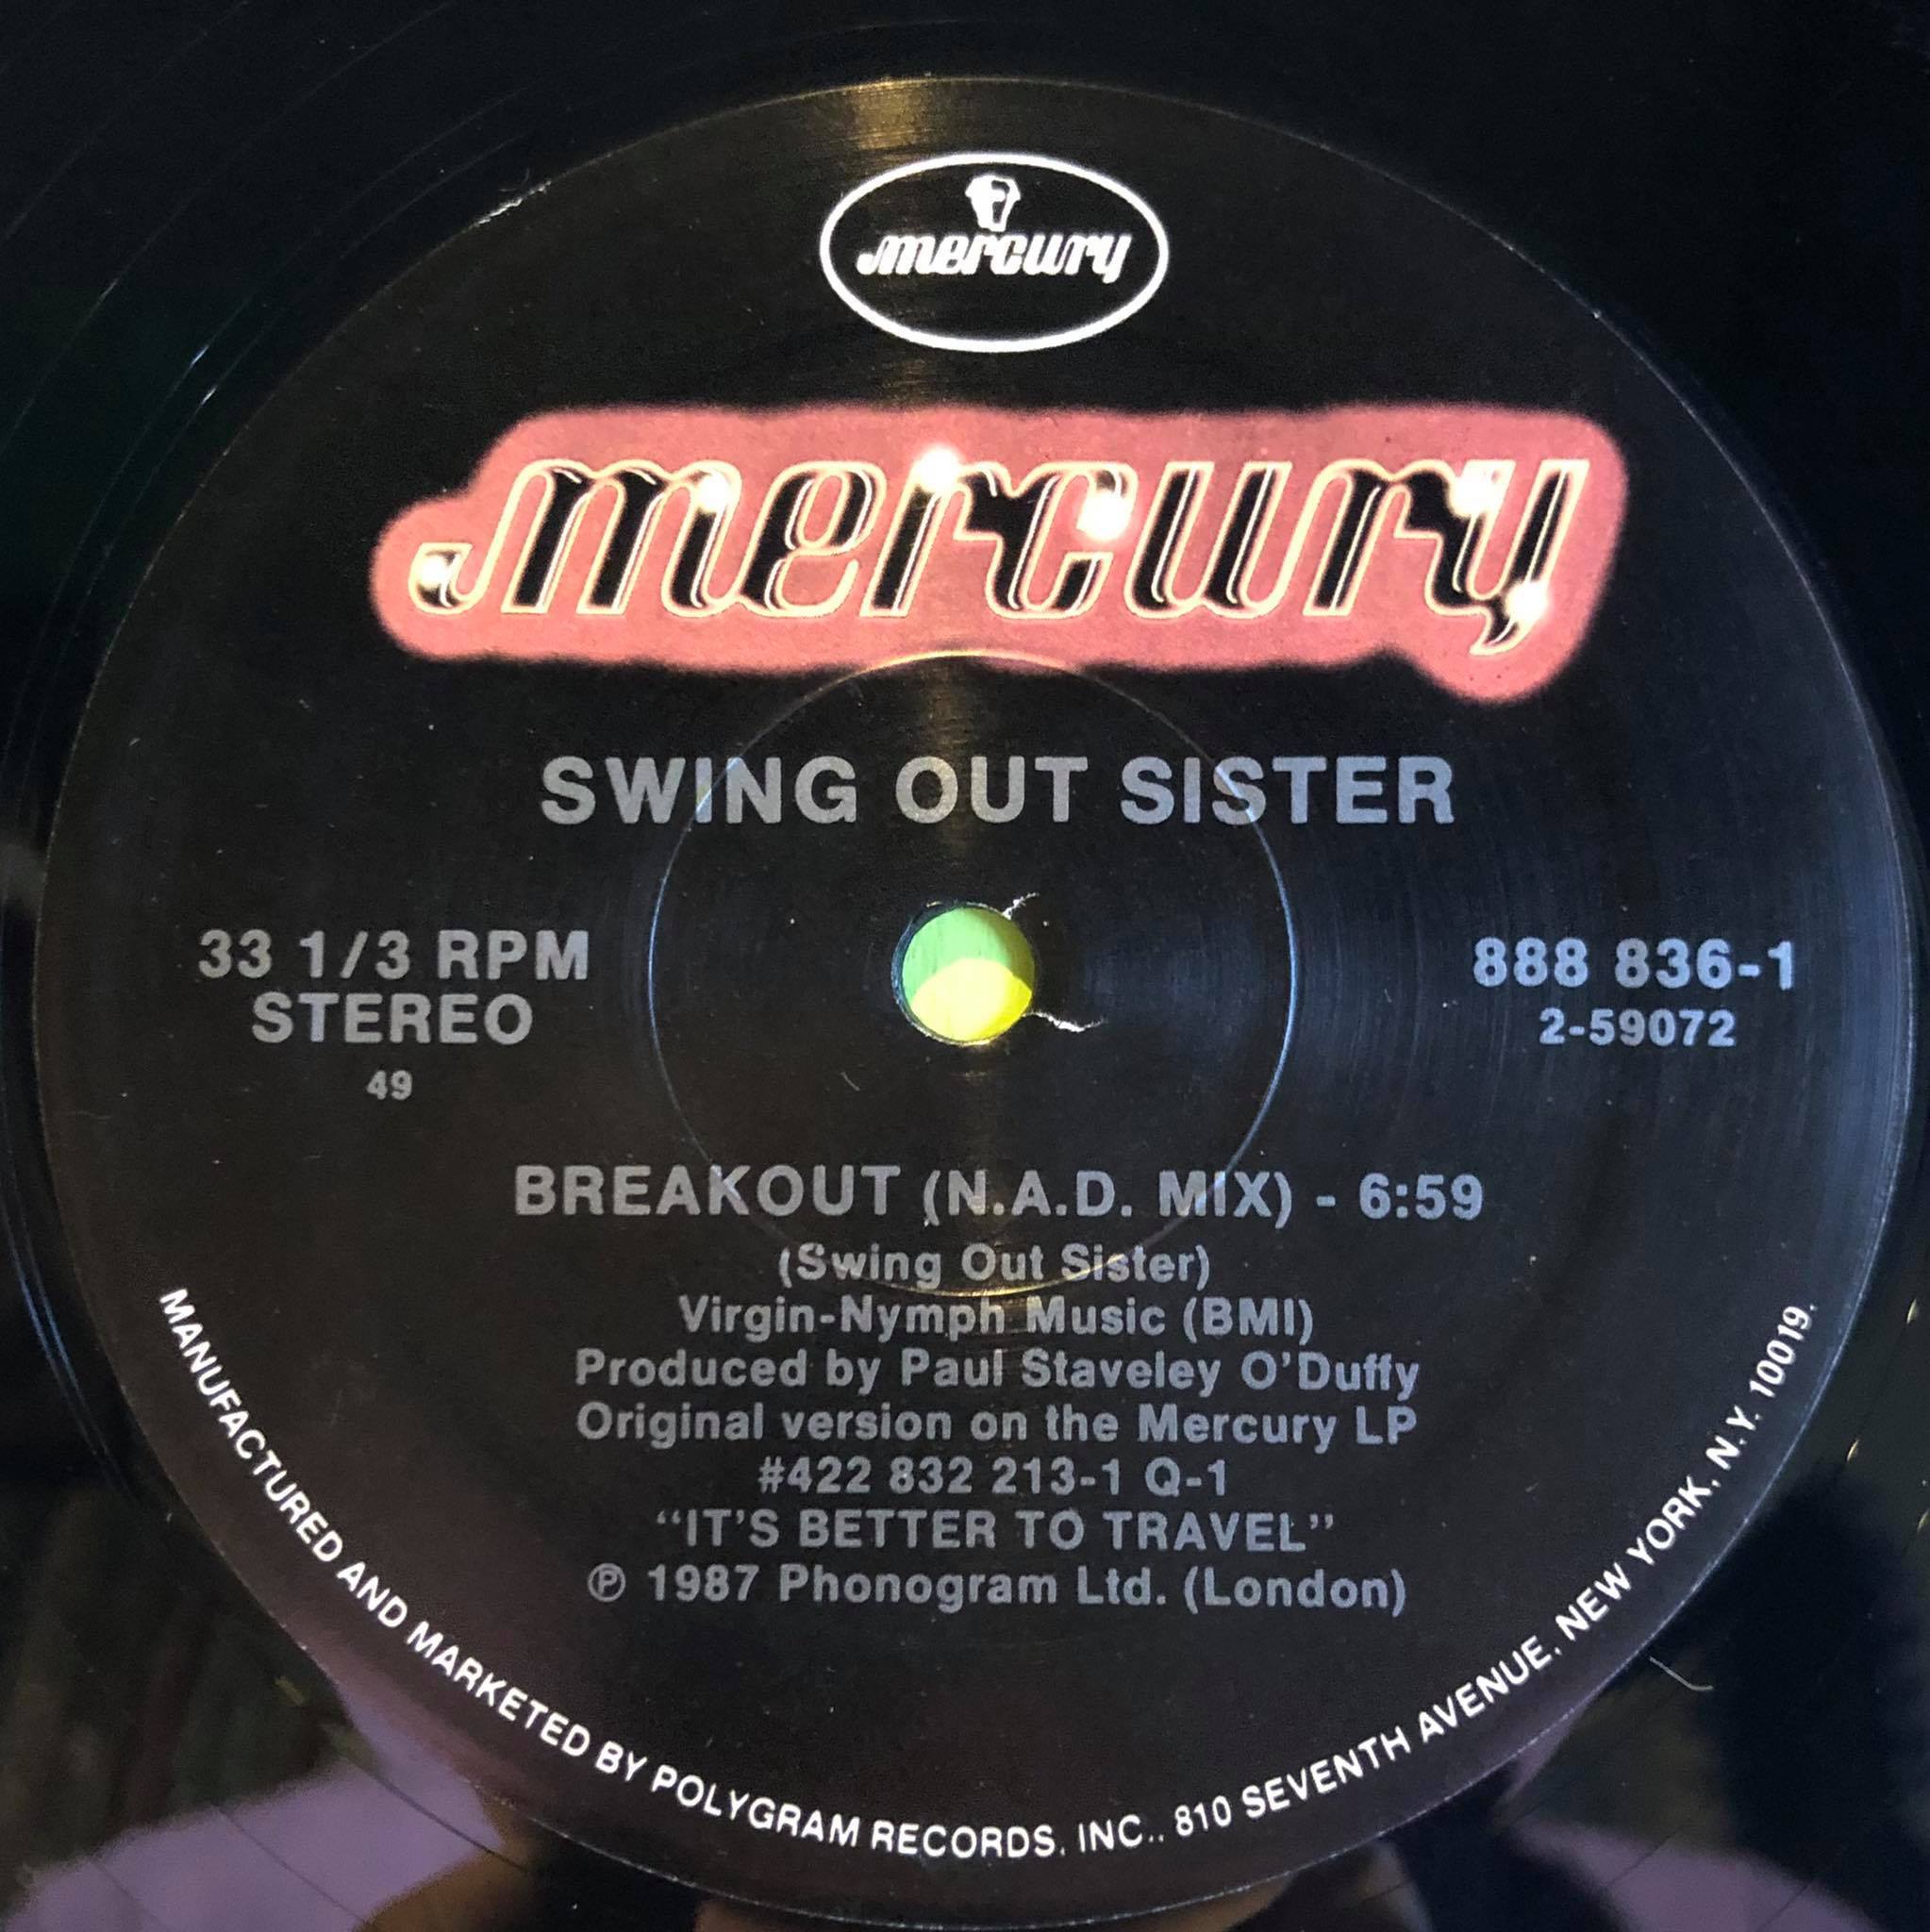 mercury
mercury
SWING OUT SISTER
33 1/3 RPM
STEREO
49
888 836-1
2-59072
BREAKOUT (N.A.D. MIX) - 6:59
(Swing Out Sister)
Virgin-Nymph Music (BMI)
Produced by Paul Staveley O'Duffy
Original version on the Mercury LP
#422 832 213-1 Q-1
“IT'S BETTER TO TRAVEL”
℗ 1987 Phonogram Ltd. (London)
MANUFACTURED AND MARKETED BY POLYGRAM RECORDS, INC., 810 SEVENTH AVENUE, NEW YORK, N.Y. 10019.